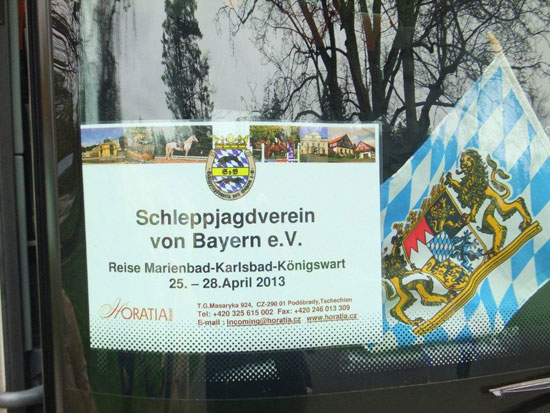 Schleppjagdverein
von Bayern e.V.
Reise Marienbad-Karlsbad-Königswart
25. – 28.April 2013
HORATIA
T.G.Masaryka 924, CZ-290 01 Poděbrady,Tschechien
Tel: +420 325 615 002 Fax: +420 246 013 309
E-mail : incoming@horatia.cz www.horatia.cz